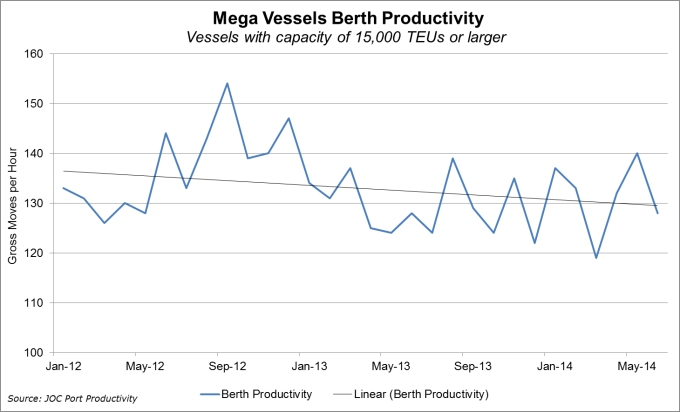 Mega Vessels Berth Productivity
Vessels with capacity of 15,000 TEUs or larger
160
150
140
130
120
110
100
Gross Moves per Hour
Jan-12 May-12 Sep-12 Jan-13 May-13 Sep-13 Jan-14 May-14
Source: JOC Port Productivity
Berth Productivity Linear (Berth Productivity)